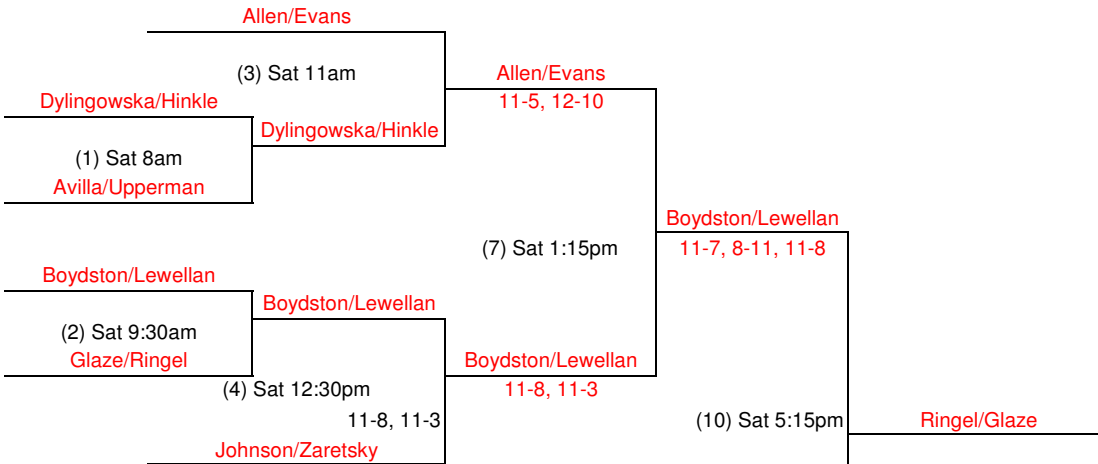 Allen/Evans
(3) Sat 11am
Allen/Evans
Dylingowska/Hinkle
11-5, 12-10
Dylingowska/Hinkle
(1) Sat 8am
Avilla/Upperman
Boydston/Lewellan
(7) Sat 1:15pm
11-7, 8-11, 11-8
Boydston/Lewellan
Boydston/Lewellan
(2) Sat 9:30am
Glaze/Ringel
Boydston/Lewellan
(4) Sat 12:30pm
11-8, 11-3
11-8, 11-3
(10) Sat 5:15pm
Ringel/Glaze
Johnson/Zaretsky